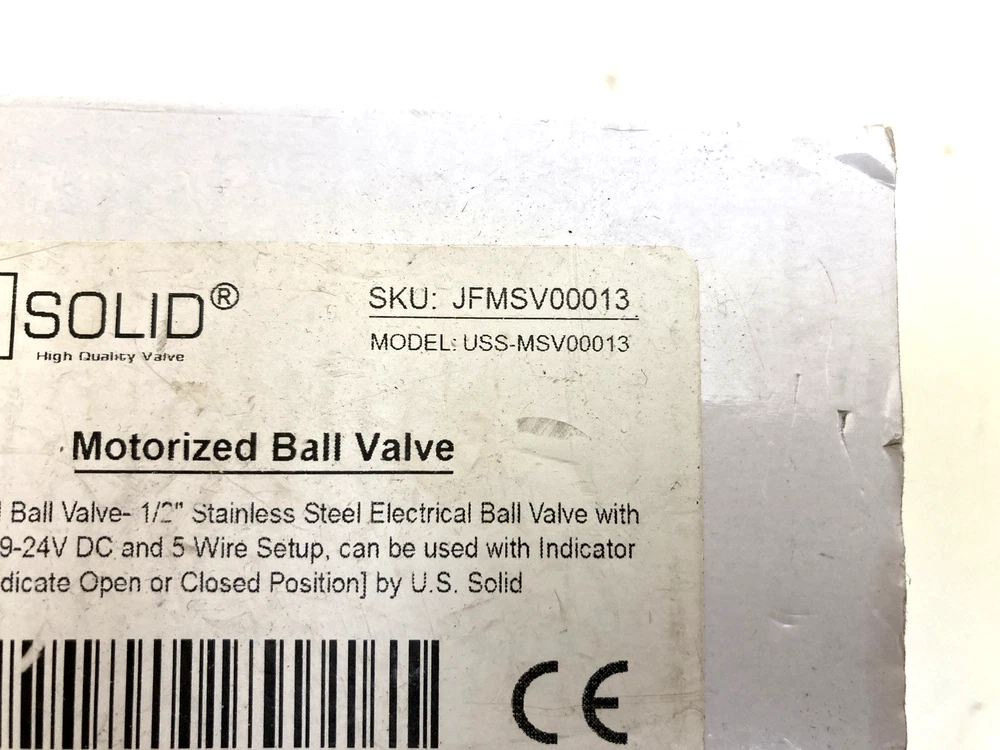 SOLID®
High Quality Valve
SKU: JFMSV00013
MODEL: USS-MSV00013
Motorized Ball Valve
Ball Valve- 1/2" Stainless Steel Electrical Ball Valve with
9-24V DC and 5 Wire Setup, can be used with Indicator
dicate Open or Closed Position] by U.S. Solid
CE